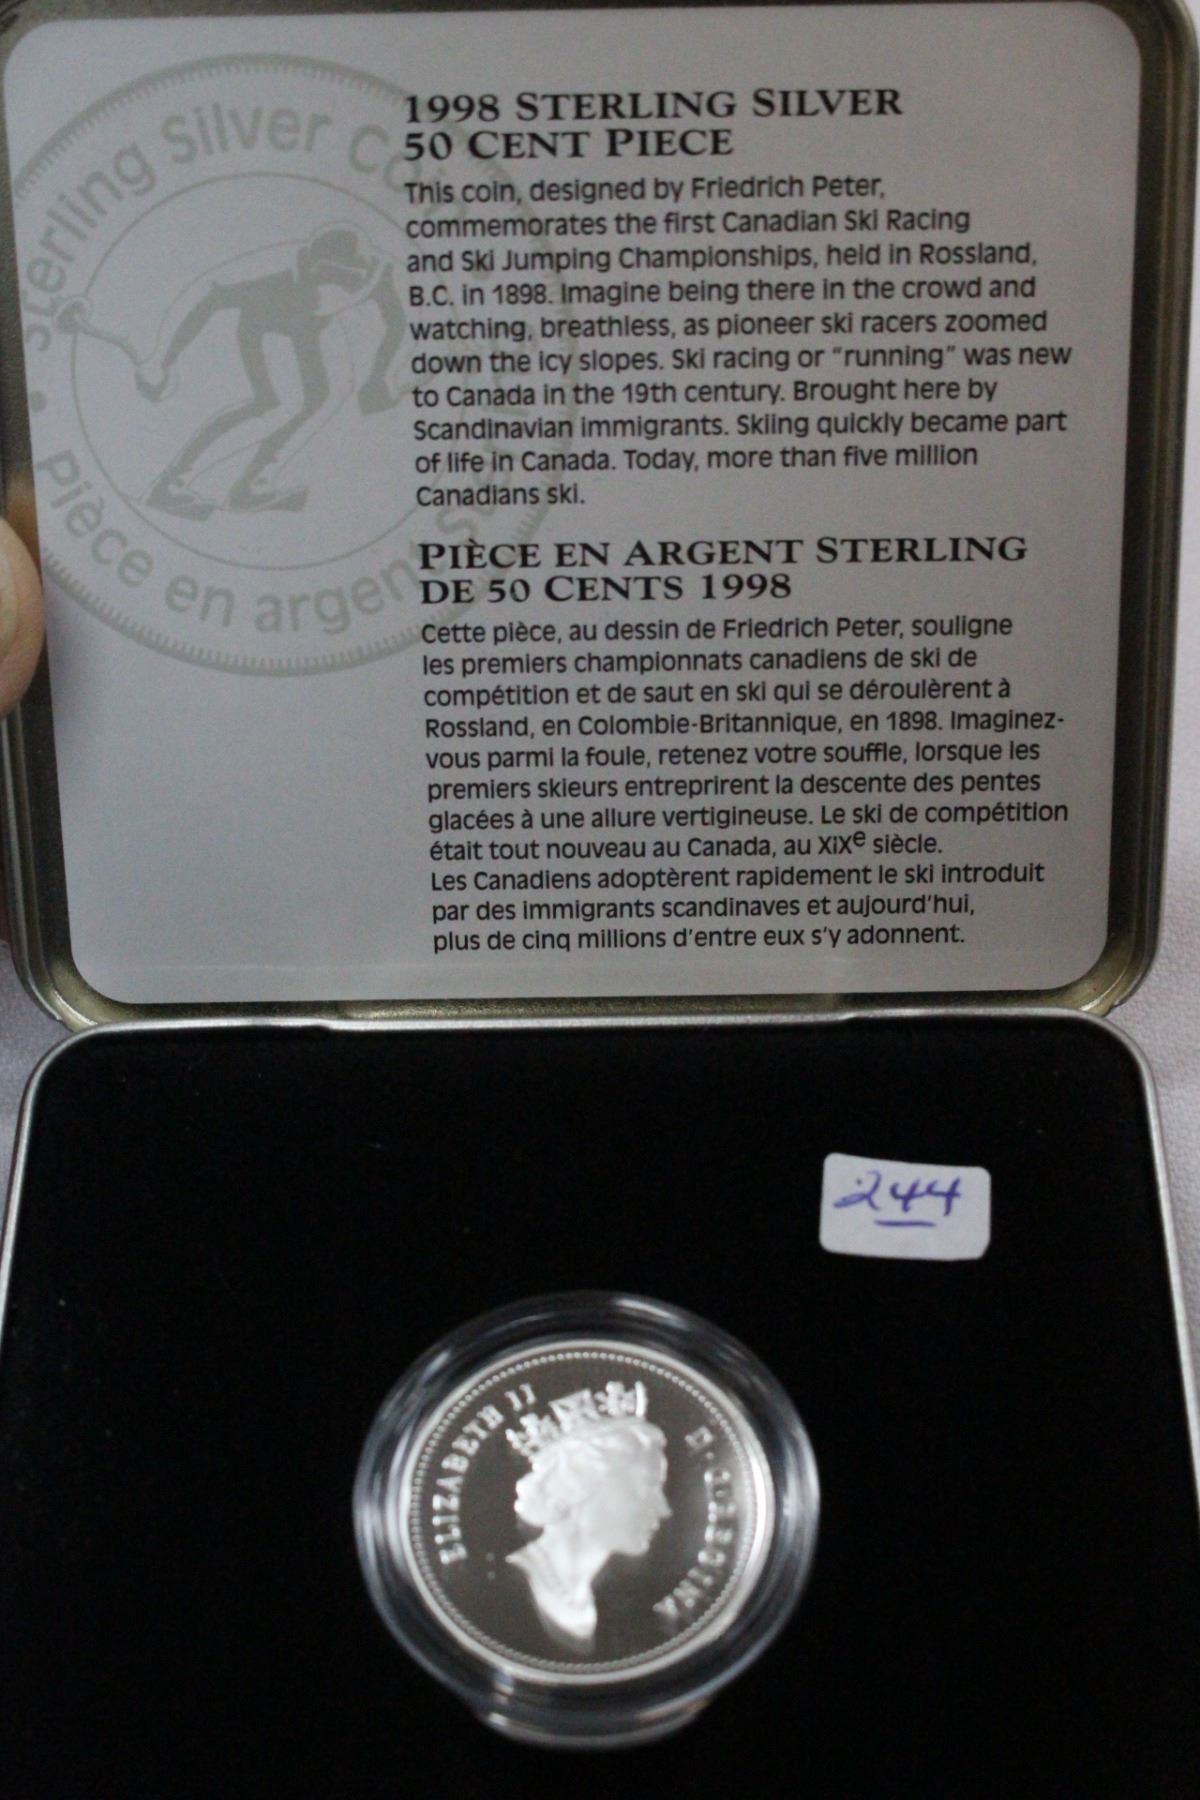 Sterling Silver Co
Pièce en argent s
1998 STERLING SILVER
50 CENT PIECE
This coin, designed by Friedrich Peter,
commemorates the first Canadian Ski Racing
and Ski Jumping Championships, held in Rossland,
B.C. in 1898. Imagine being there in the crowd and
watching, breathless, as pioneer ski racers zoomed
down the icy slopes. Ski racing or “running” was new
to Canada in the 19th century. Brought here by
Scandinavian immigrants. Skiing quickly became part
of life in Canada. Today, more than five million
Canadians ski.
PIÈCE EN ARGENT STERLING
DE 50 CENTS 1998
Cette pièce, au dessin de Friedrich Peter, souligne
les premiers championnats canadiens de ski de
compétition et de saut en ski qui se déroulèrent à
Rossland, en Colombie-Britannique, en 1898. Imaginez-
vous parmi la foule, retenez votre souffle, lorsque les
premiers skieurs entreprirent la descente des pentes
glacées à une allure vertigineuse. Le ski de compétition
était tout nouveau au Canada, au XIXe siècle.
Les Canadiens adoptèrent rapidement le ski introduit
par des immigrants scandinaves et aujourd'hui,
plus de cinq millions d'entre eux s'y adonnent.
244
ELIZABETH II D·G·REGINA